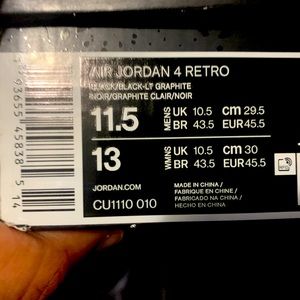 AIR JORDAN 4 RETRO
BLACK/BLACK-LT GRAPHITE
NOIR/GRAPHITE CLAIR/NOIR
11.5 MENS UK 10.5 cm 29.5
BR 43.5 EUR 45.5
13 WMNS UK 10.5 cm 30
BR 43.5 EUR 45.5
JORDAN.COM
CU1110 010
MADE IN CHINA /
FABRIQUE EN CHINE /
FABRICADO NA CHINA/
HECHO EN CHINA